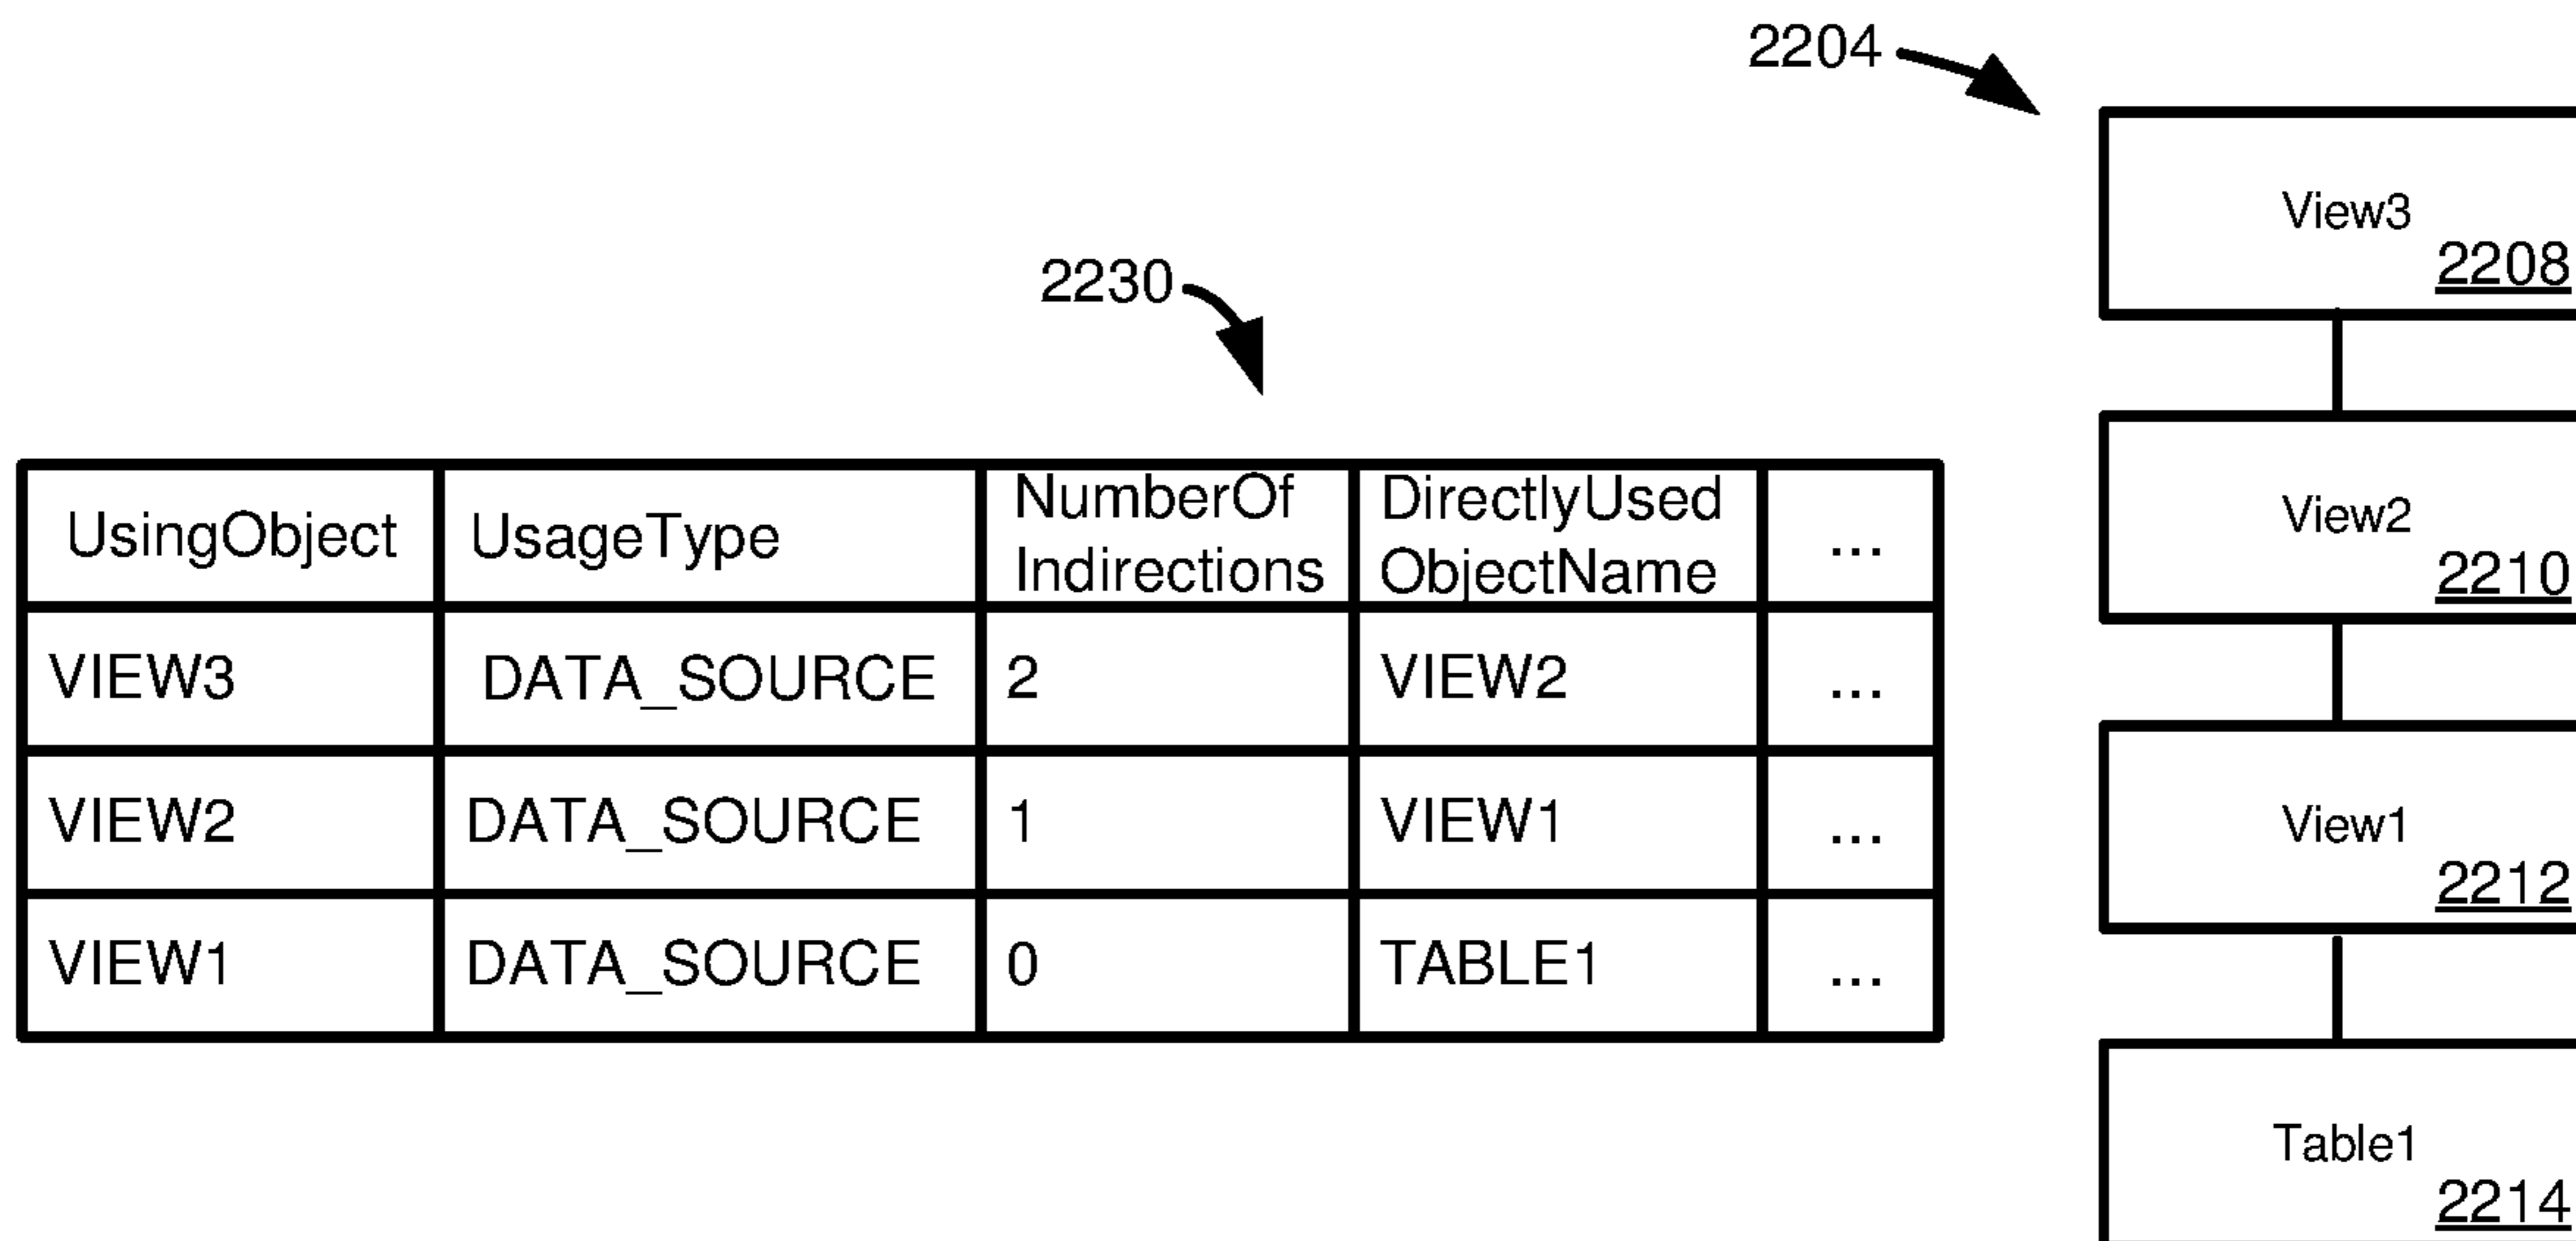 2204
View3
2208
2230
View2
2210
UsingObject UsageType NumberOf Indirections DirectlyUsed ObjectName ...
VIEW3 DATA_SOURCE 2 VIEW2 ...
VIEW2 DATA_SOURCE 1 VIEW1 ...
VIEW1 DATA_SOURCE 0 TABLE1 ...
View1
2212
Table1
2214